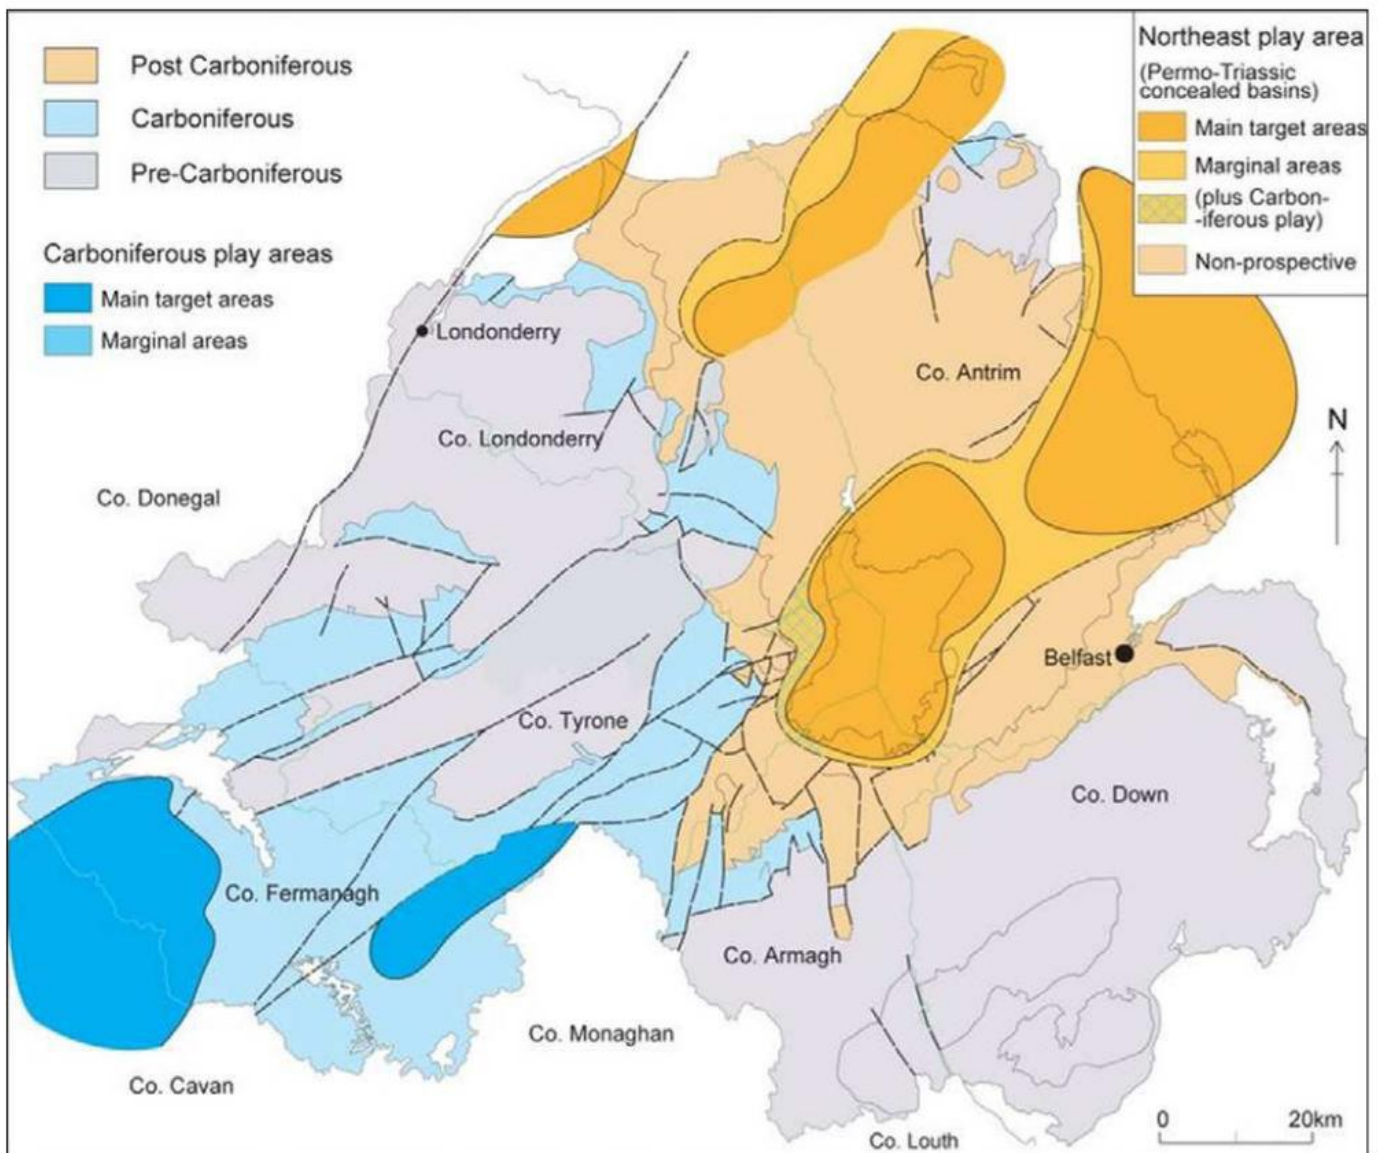 Post Carboniferous
Carboniferous
Pre-Carboniferous
Carboniferous play areas
Main target areas
Marginal areas
Northeast play area
(Permo-Triassic
concealed basins)
Main target areas
Marginal areas
(plus Carbon-
-iferous play)
Non-prospective
Londonderry
Co. Antrim
N
Co. Londonderry
Co. Donegal
Belfast
Co. Tyrone
Co. Down
Co. Fermanagh
Co. Armagh
Co. Monaghan
Co. Cavan
0 20km
Co. Louth